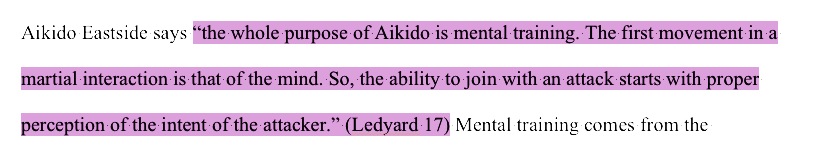 Aikido Eastside says “the whole purpose of Aikido is mental training. The first movement in a
martial interaction is that of the mind. So, the ability to join with an attack starts with proper
perception of the intent of the attacker.” (Ledyard 17) Mental training comes from the